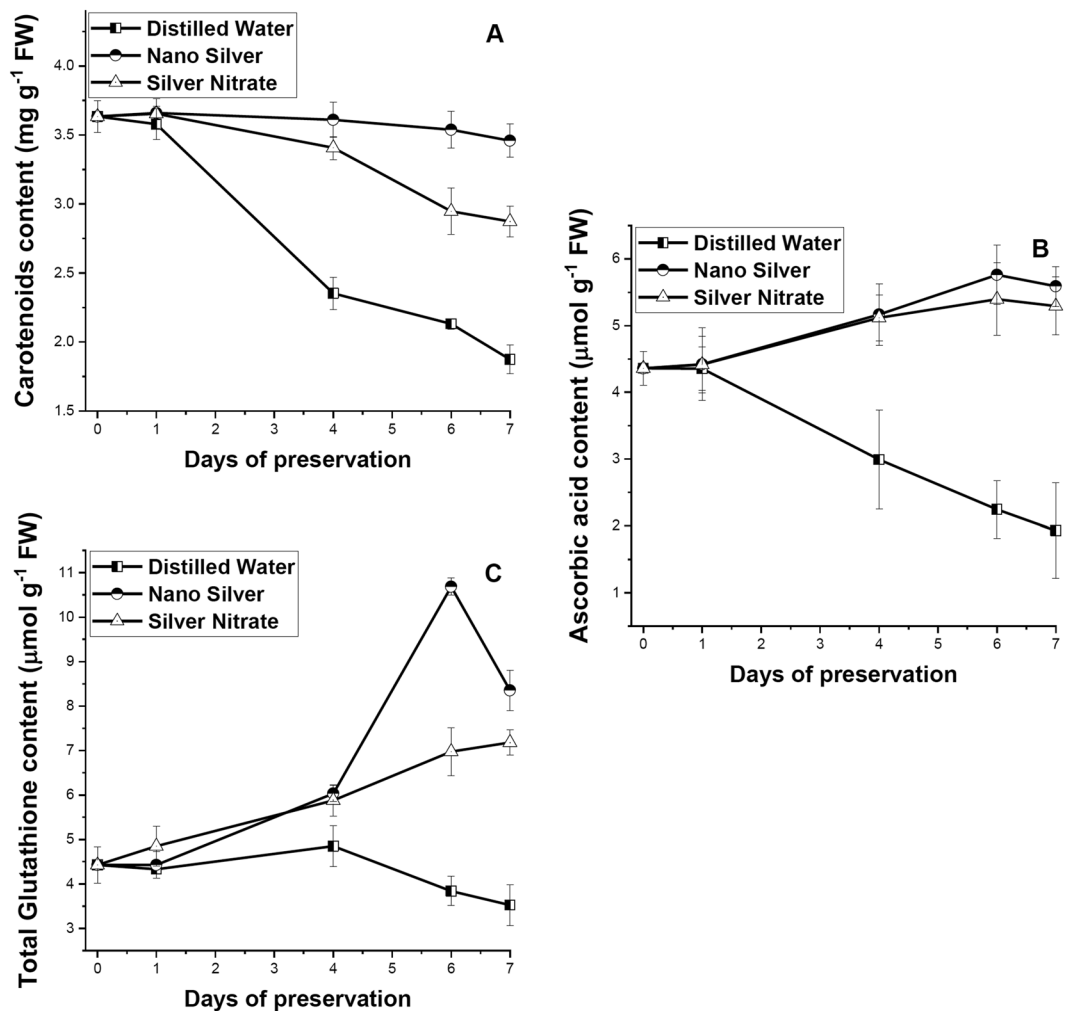 Distilled Water
Nano Silver
Silver Nitrate
A
Carotenoids content (mg g⁻¹ FW)
4.0
3.5
3.0
2.5
2.0
1.5
0 1 2 3 4 5 6 7
Days of preservation
Distilled Water
Nano Silver
Silver Nitrate
B
Ascorbic acid content (μmol g⁻¹ FW)
6
5
4
3
2
1
0 1 2 3 4 5 6 7
Days of preservation
Distilled Water
Nano Silver
Silver Nitrate
C
Total Glutathione content (μmol g⁻¹ FW)
11
10
9
8
7
6
5
4
3
0 1 2 3 4 5 6 7
Days of preservation